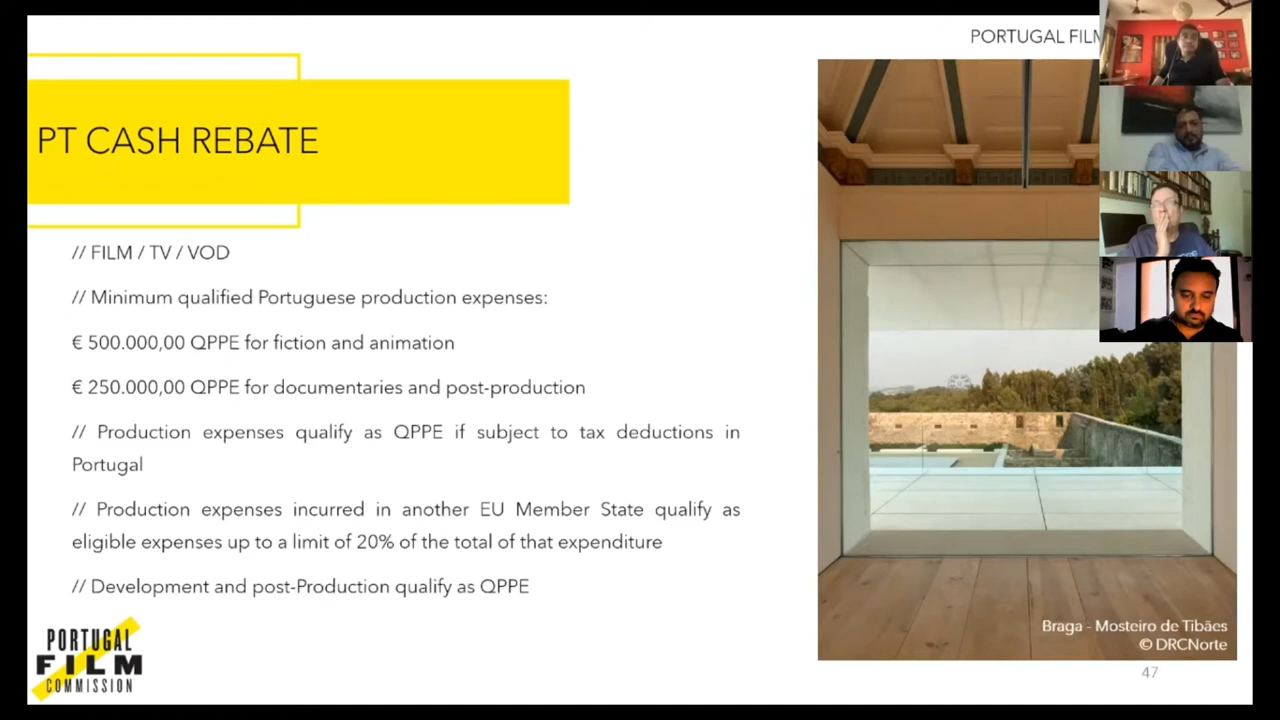 PORTUGAL FILM
PT CASH REBATE
// FILM / TV / VOD
// Minimum qualified Portuguese production expenses:
€ 500.000,00 QPPE for fiction and animation
€ 250.000,00 QPPE for documentaries and post-production
// Production expenses qualify as QPPE if subject to tax deductions in
Portugal
// Production expenses incurred in another EU Member State qualify as
eligible expenses up to a limit of 20% of the total of that expenditure
// Development and post-Production qualify as QPPE
Braga - Mosteiro de Tibães
© DRCNorte
PORTUGAL
FILM
COMMISSION
47